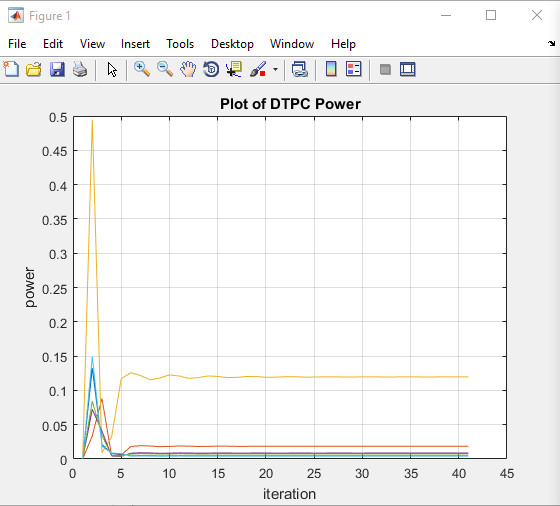 Figure 1
File Edit View Insert Tools Desktop Window Help
Plot of DTPC Power
0.5
0.45
0.4
0.35
0.3
0.25
0.2
0.15
0.1
0.05
0
power
0 5 10 15 20 25 30 35 40 45
iteration